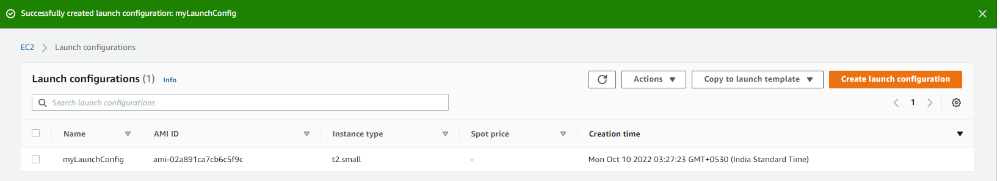 Successfully created launch configuration: myLaunchConfig
EC2 Launch configurations
Launch configurations (1) Info Actions Copy to launch template Create launch configuration
Search launch configurations 1
Name AMI ID Instance type Spot price Creation time
myLaunchConfig ami-02a891ca7cb6c5f9c t2.small - Mon Oct 10 2022 03:27:23 GMT+0530 (India Standard Time)